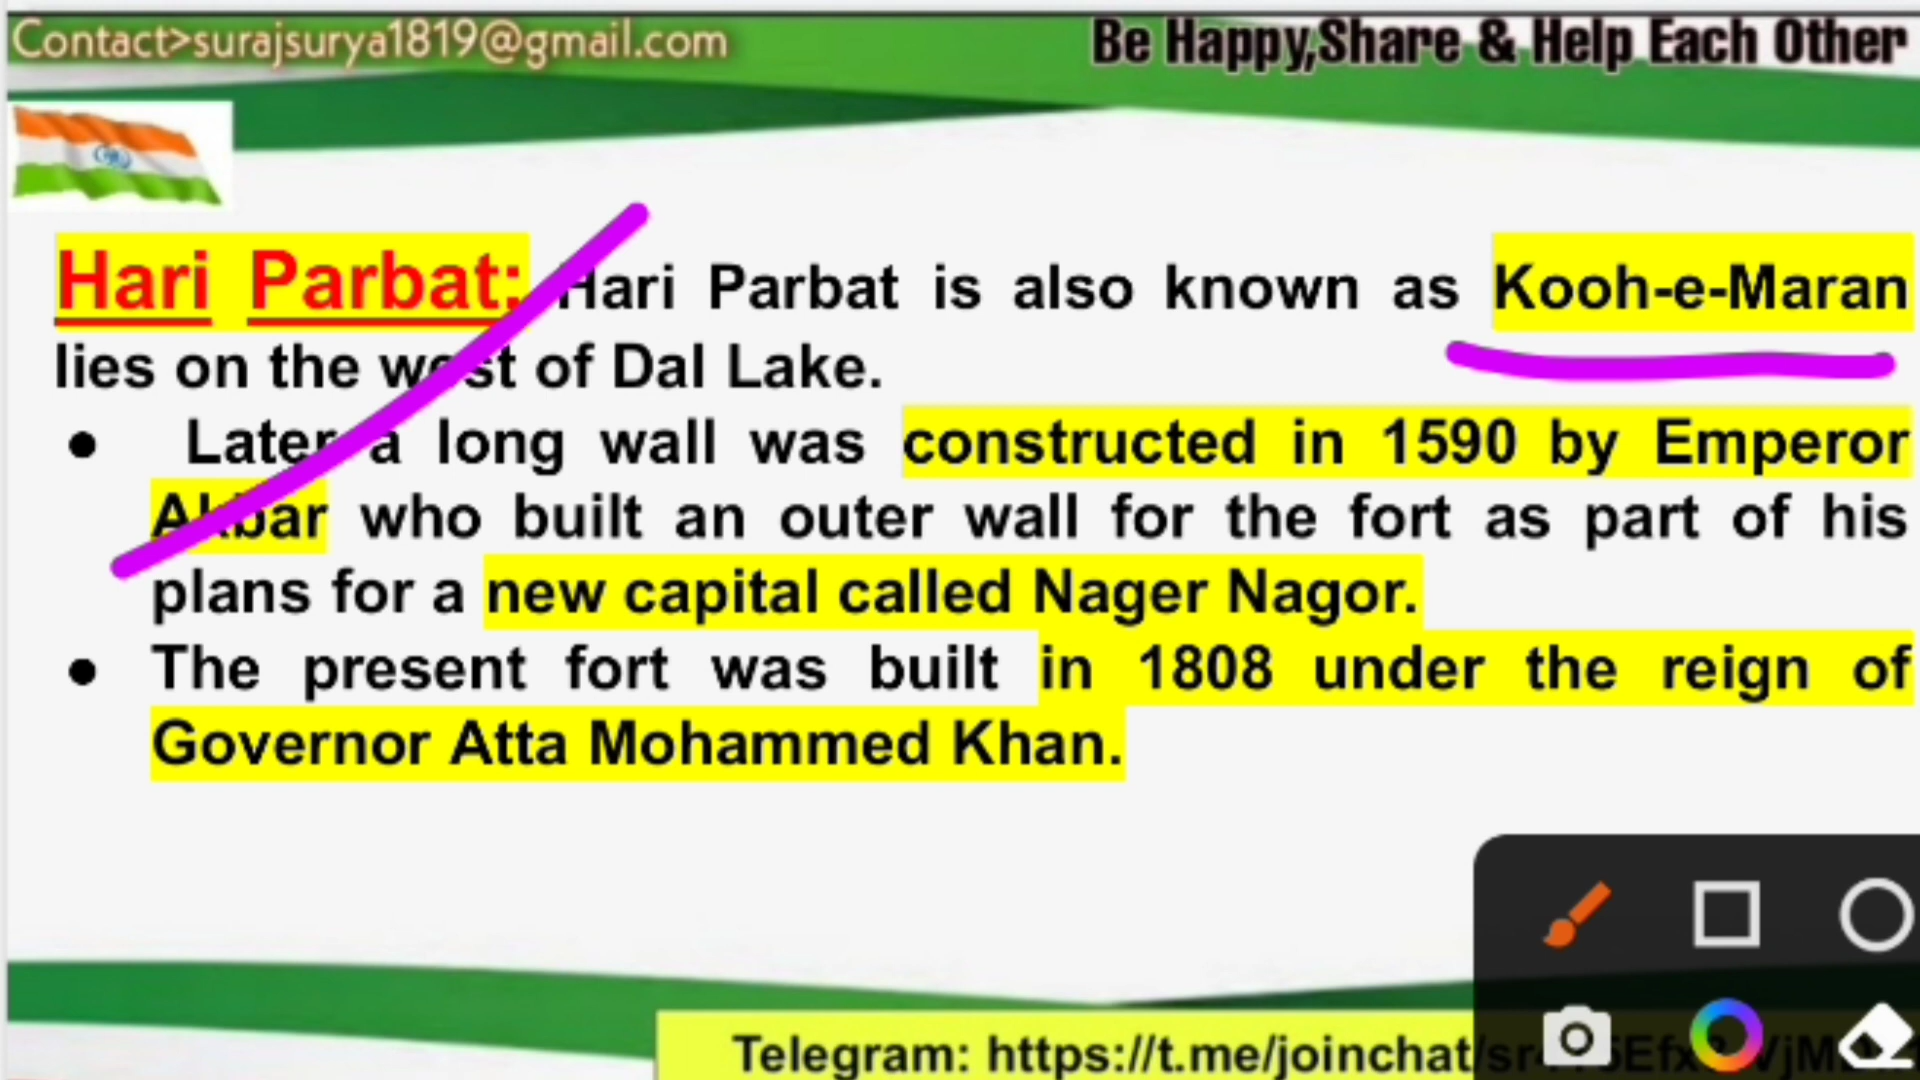 Contact>surajsurya1819@gmail.com
Be Happy,Share & Help Each Other
Hari Parbat: Hari Parbat is also known as Kooh-e-Maran
lies on the west of Dal Lake.
● Later a long wall was constructed in 1590 by Emperor
Akbar who built an outer wall for the fort as part of his
plans for a new capital called Nager Nagor.
● The present fort was built in 1808 under the reign of
Governor Atta Mohammed Khan.
Telegram: https://t.me/joinchat/